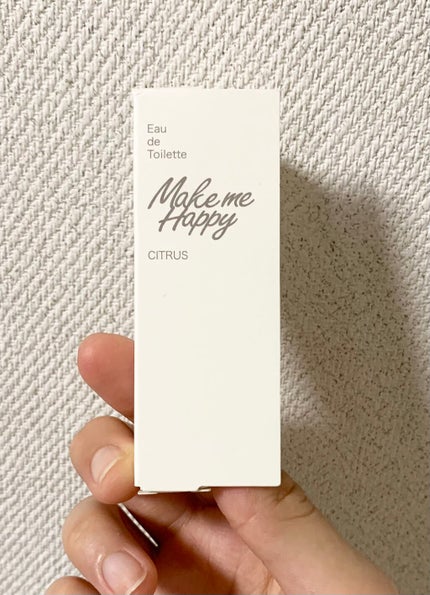 Eau
de
Toilette
Make me
Happy
CITRUS